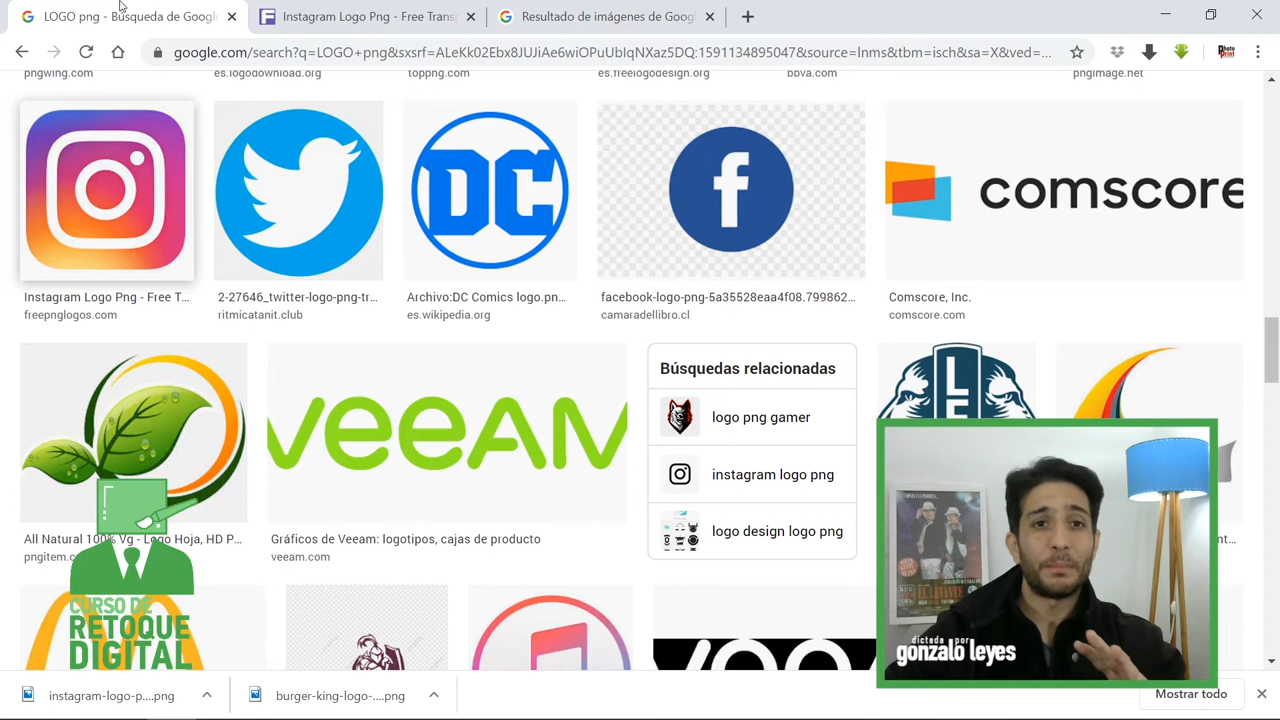 LOGO png - Búsqueda de Google
Instagram Logo Png - Free Trans
Resultado de imágenes de Goog
google.com/search?q=LOGO+png&sxsrf=ALeKk02Ebx8JUJiAe6wiOPuUbIqNXaz5DQ:1591134895047&source=lnms&tbm=isch&sa=X&ved=...
pngwing.com
es.logodownload.org
toppng.com
es.freelogodesign.org
bbva.com
pngimage.net
DC
f
comscore
Instagram Logo Png - Free T...
2-27646_twitter-logo-png-tr...
Archivo:DC Comics logo.pn...
facebook-logo-png-5a35528eaa4f08.799862...
Comscore, Inc.
freepnglogos.com
ritmicatanit.club
es.wikipedia.org
camaradellibro.cl
comscore.com
veeAM
Búsquedas relacionadas
logo png gamer
instagram logo png
logo design logo png
LE
All Natural 100% Vg - Logo Hoja, HD P...
Gráficos de Veeam: logotipos, cajas de producto
pngitem.com
veeam.com
CURSO DE
RETOQUE
DIGITAL
dictada por
gonzalo leyes
instagram-logo-p....png
burger-king-logo-....png
Mostrar todo